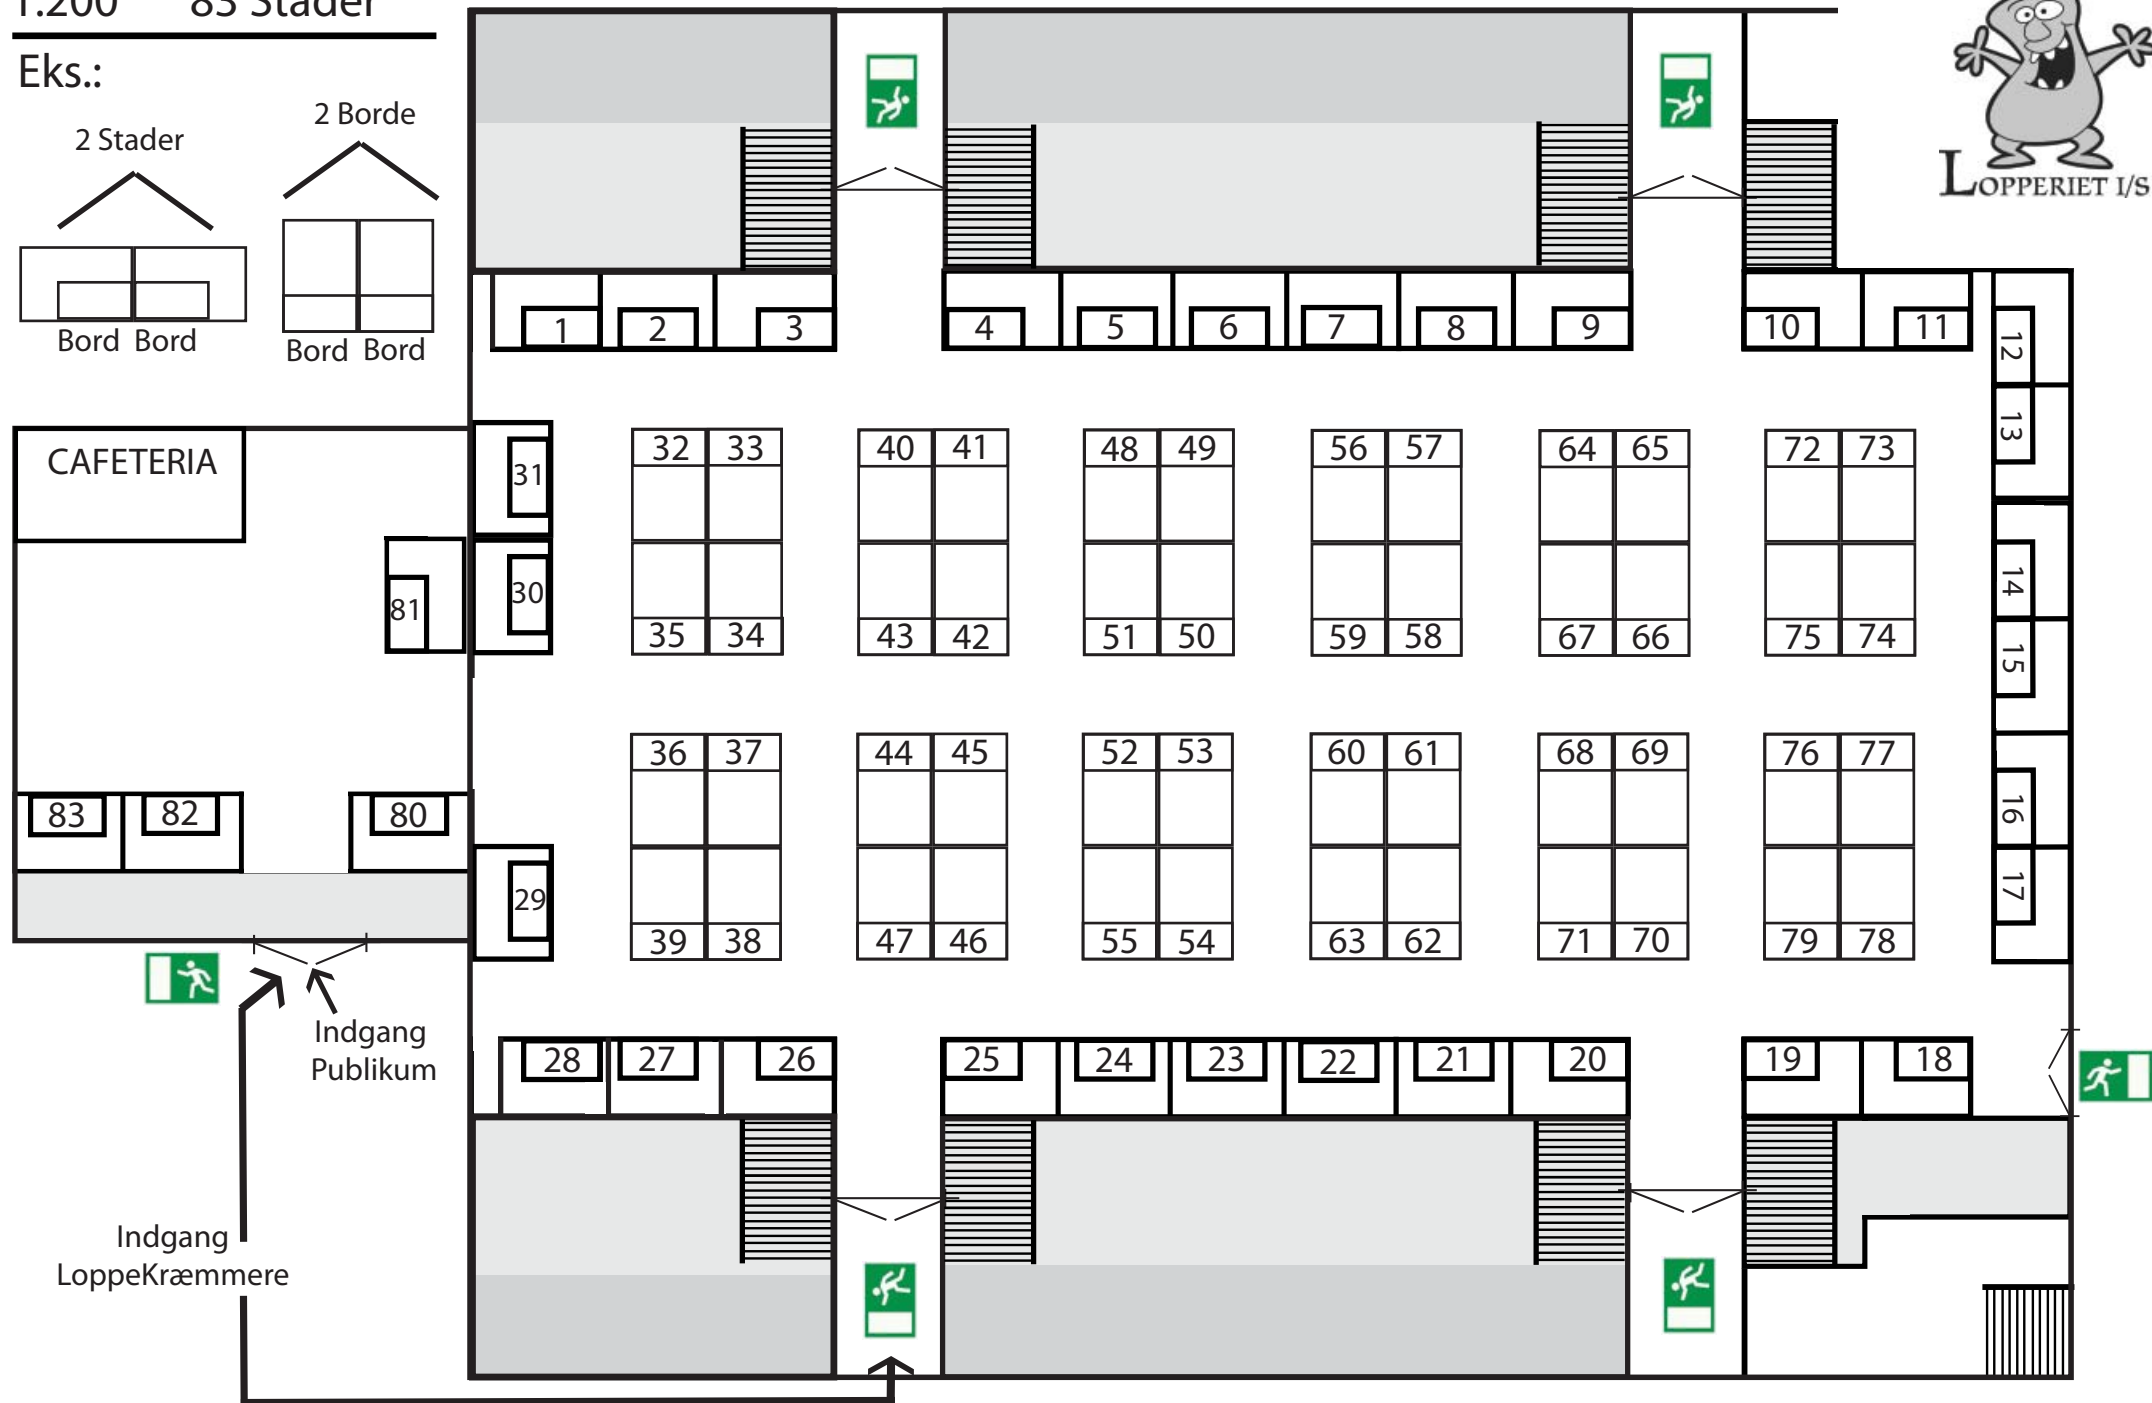 1:200 83 Stader
Eks.:
2 Stader
2 Borde
Bord Bord
Bord Bord
LOPPERIET I/S
1 2 3 4 5 6 7 8 9 10 11
12
13
14
15
16
17
CAFETERIA
31
30
81
32 33 40 41 48 49 56 57 64 65 72 73
35 34 43 42 51 50 59 58 67 66 75 74
36 37 44 45 52 53 60 61 68 69 76 77
83 82 80
29
39 38 47 46 55 54 63 62 71 70 79 78
Indgang
Publikum
28 27 26 25 24 23 22 21 20 19 18
Indgang
LoppeKræmmere